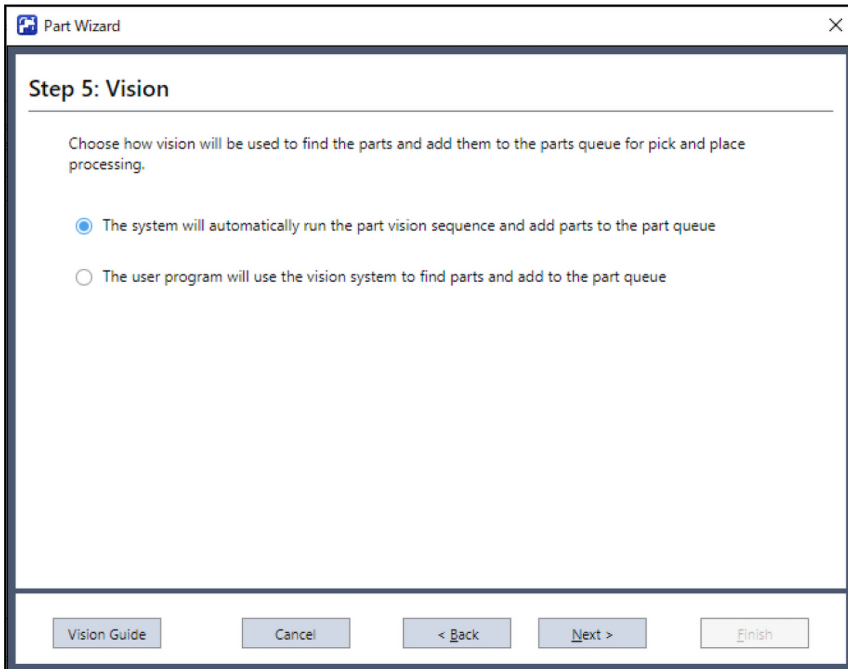 Part Wizard
Step 5: Vision
Choose how vision will be used to find the parts and add them to the parts queue for pick and place
processing.
The system will automatically run the part vision sequence and add parts to the part queue
The user program will use the vision system to find parts and add to the part queue
Vision Guide
Cancel
< Back
Next >
Finish